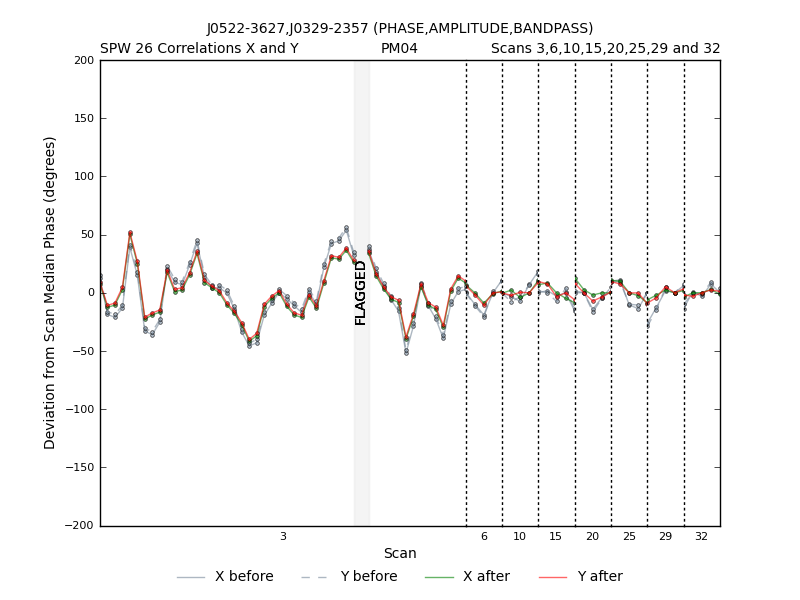 J0522-3627,J0329-2357 (PHASE,AMPLITUDE,BANDPASS)
SPW 26 Correlations X and Y PM04 Scans 3,6,10,15,20,25,29 and 32
200
150
100
50
0
−50
−100
−150
−200
Deviation from Scan Median Phase (degrees)
FLAGGED
3 6 10 15 20 25 29 32
Scan
X before Y before X after Y after